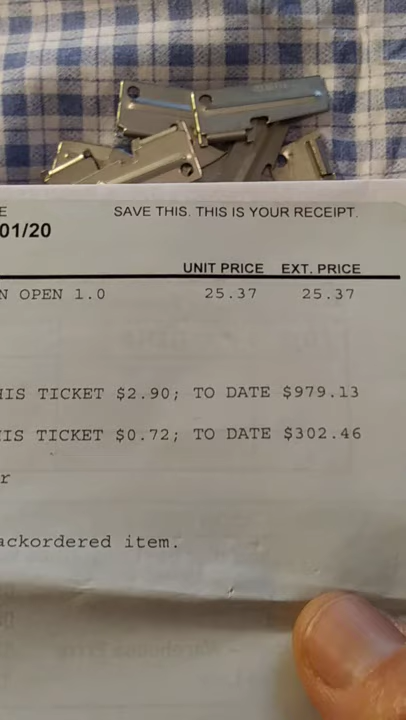 E SAVE THIS. THIS IS YOUR RECEIPT.
01/20
UNIT PRICE EXT. PRICE
N OPEN 1.0 25.37 25.37
HIS TICKET $2.90; TO DATE $979.13
HIS TICKET $0.72; TO DATE $302.46
r
ackordered item.